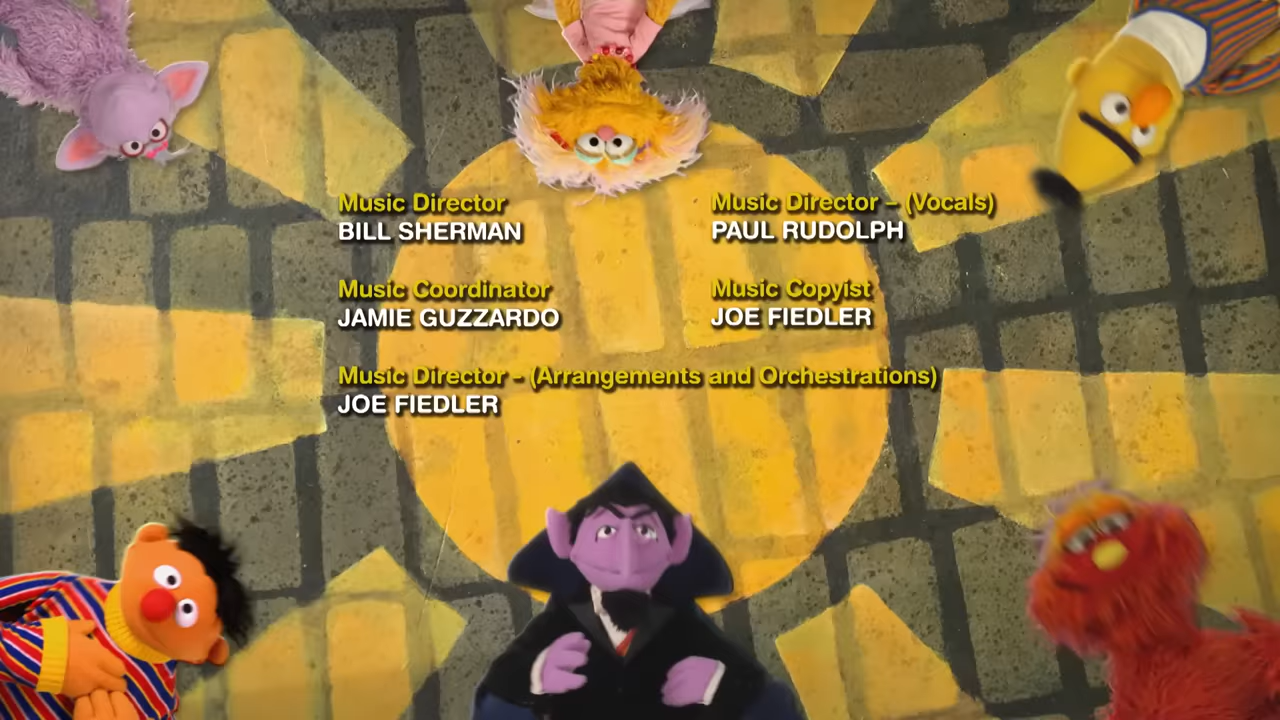 Music Director
BILL SHERMAN
Music Director – (Vocals)
PAUL RUDOLPH
Music Coordinator
JAMIE GUZZARDO
Music Copyist
JOE FIEDLER
Music Director - (Arrangements and Orchestrations)
JOE FIEDLER